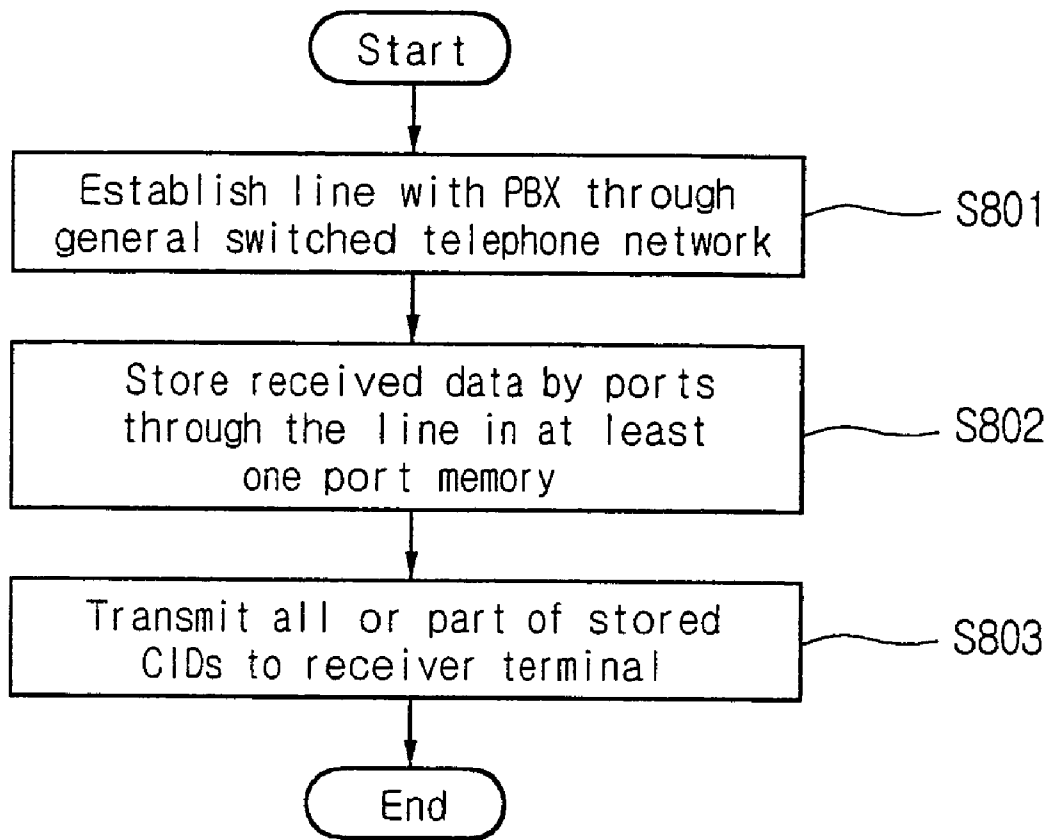 Start
Establish line with PBX through
general switched telephone network
S801
Store received data by ports
through the line in at least
one port memory
S802
Transmit all or part of stored
CIDs to receiver terminal
S803
End